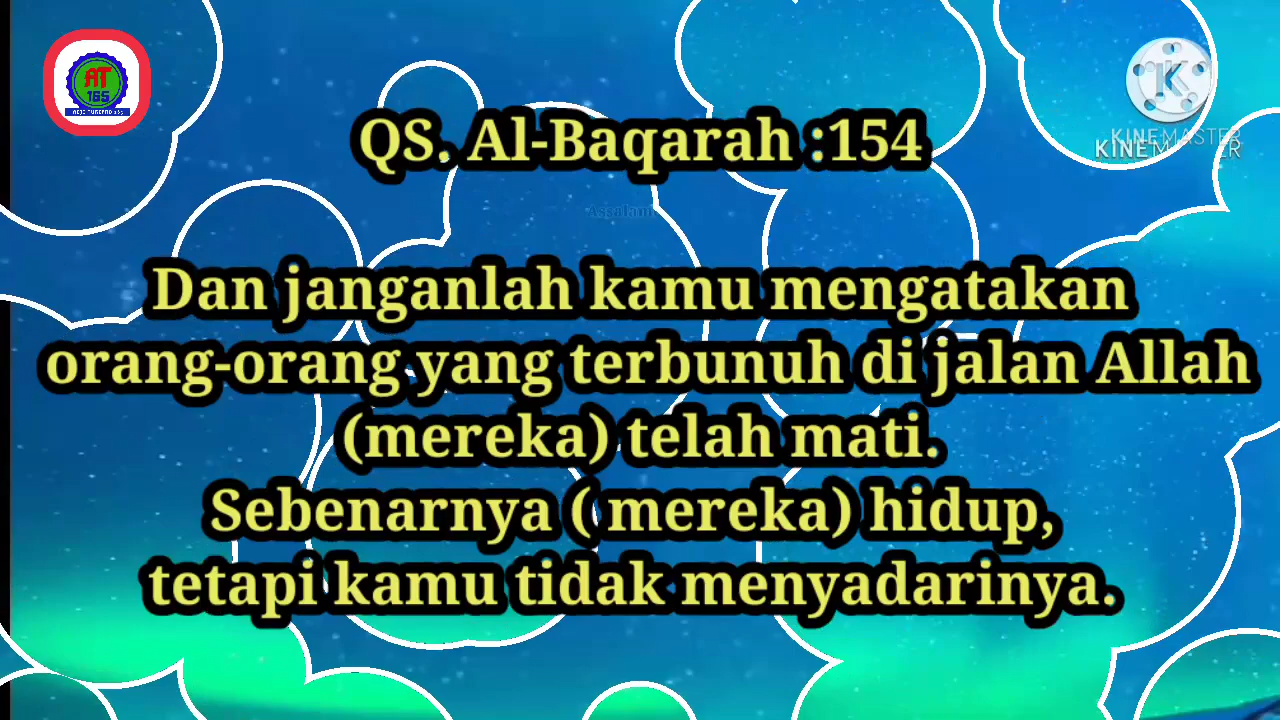 AT
165
KINEMASTER
KINEMASTER
QS. Al-Baqarah :154
Dan janganlah kamu mengatakan
orang-orang yang terbunuh di jalan Allah
(mereka) telah mati.
Sebenarnya ( mereka) hidup,
tetapi kamu tidak menyadarinya.